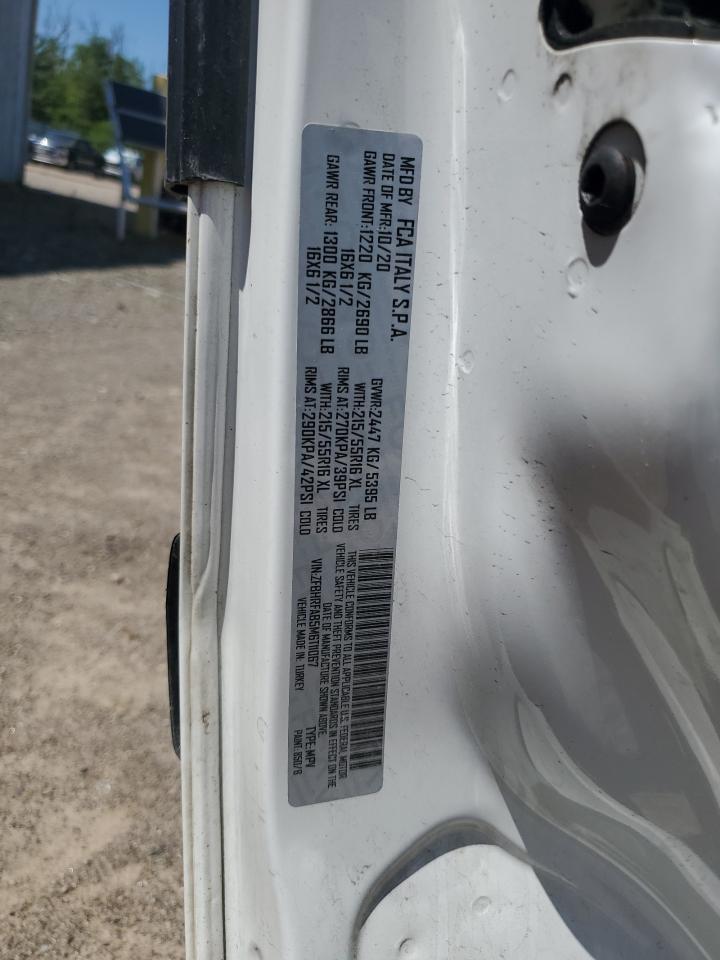 MFD BY FCA ITALY S.P.A.
DATE OF MFR:10/20 GVWR:2447 KG/5395 LB
GAWR FRONT:1220 KG/2690 LB WITH:215/55R16 XL TIRES
16X6 1/2 RIMS AT:270KPA/39PSI COLD
GAWR REAR:1300 KG/2866 LB WITH:215/55R16 XL TIRES
16X6 1/2 RIMS AT:290KPA/42PSI COLD
THIS VEHICLE CONFORMS TO ALL APPLICABLE U.S. FEDERAL MOTOR
VEHICLE SAFETY AND THEFT PREVENTION STANDARDS IN EFFECT ON THE
DATE OF MANUFACTURE SHOWN ABOVE.
VIN:ZFBHRFAB5M6T11067 TYPE:MPV
VEHICLE MADE IN: TURKEY PAINT: